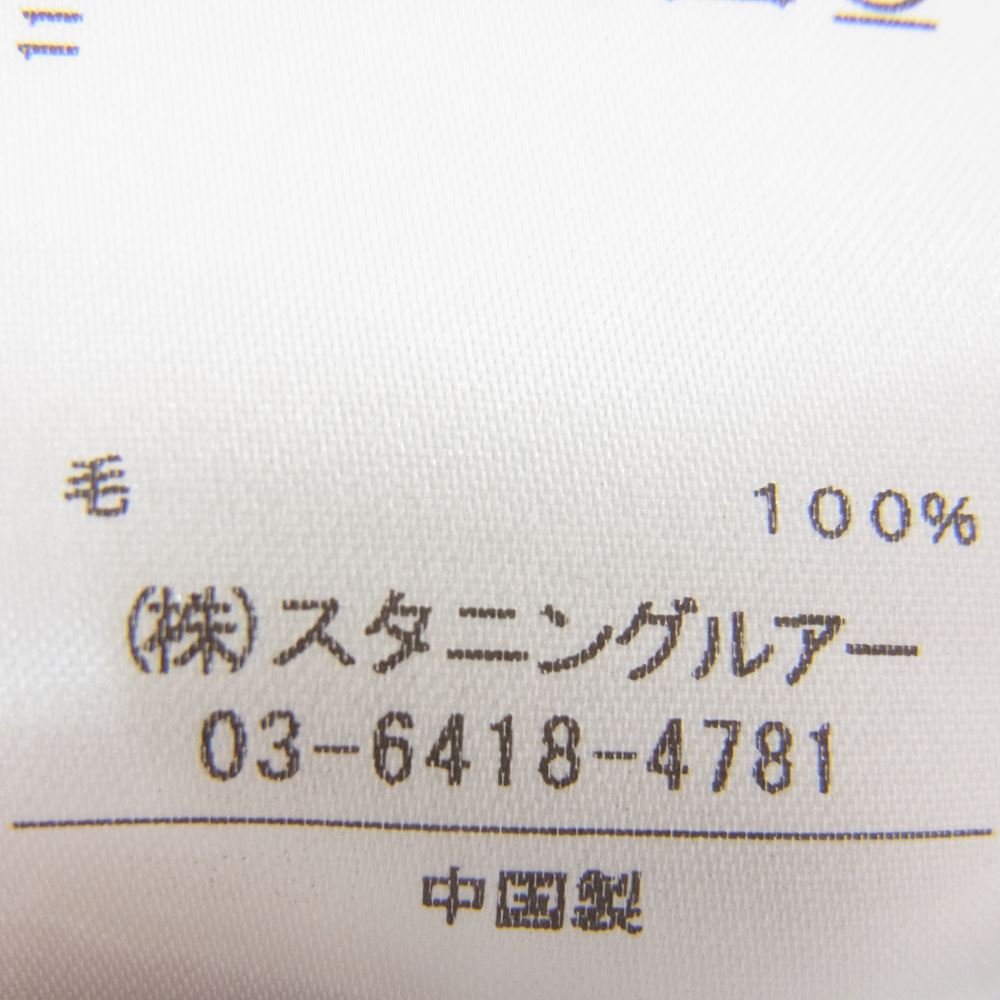 毛 100%
㈱スタニングルアー
03-6418-4781
中国製